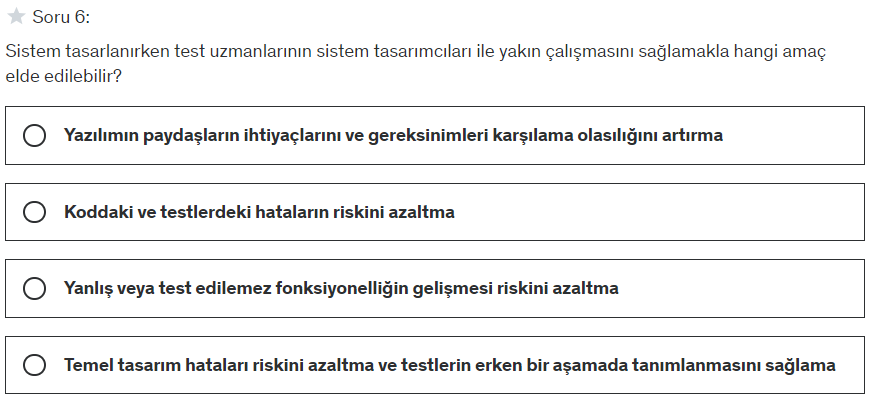 Soru 6:
Sistem tasarlanırken test uzmanlarının sistem tasarımcıları ile yakın çalışmasını sağlamakla hangi amaç
elde edilebilir?
Yazılımın paydaşların ihtiyaçlarını ve gereksinimleri karşılama olasılığını artırma
Koddaki ve testlerdeki hataların riskini azaltma
Yanlış veya test edilemez fonksiyonelliğin gelişmesi riskini azaltma
Temel tasarım hataları riskini azaltma ve testlerin erken bir aşamada tanımlanmasını sağlama